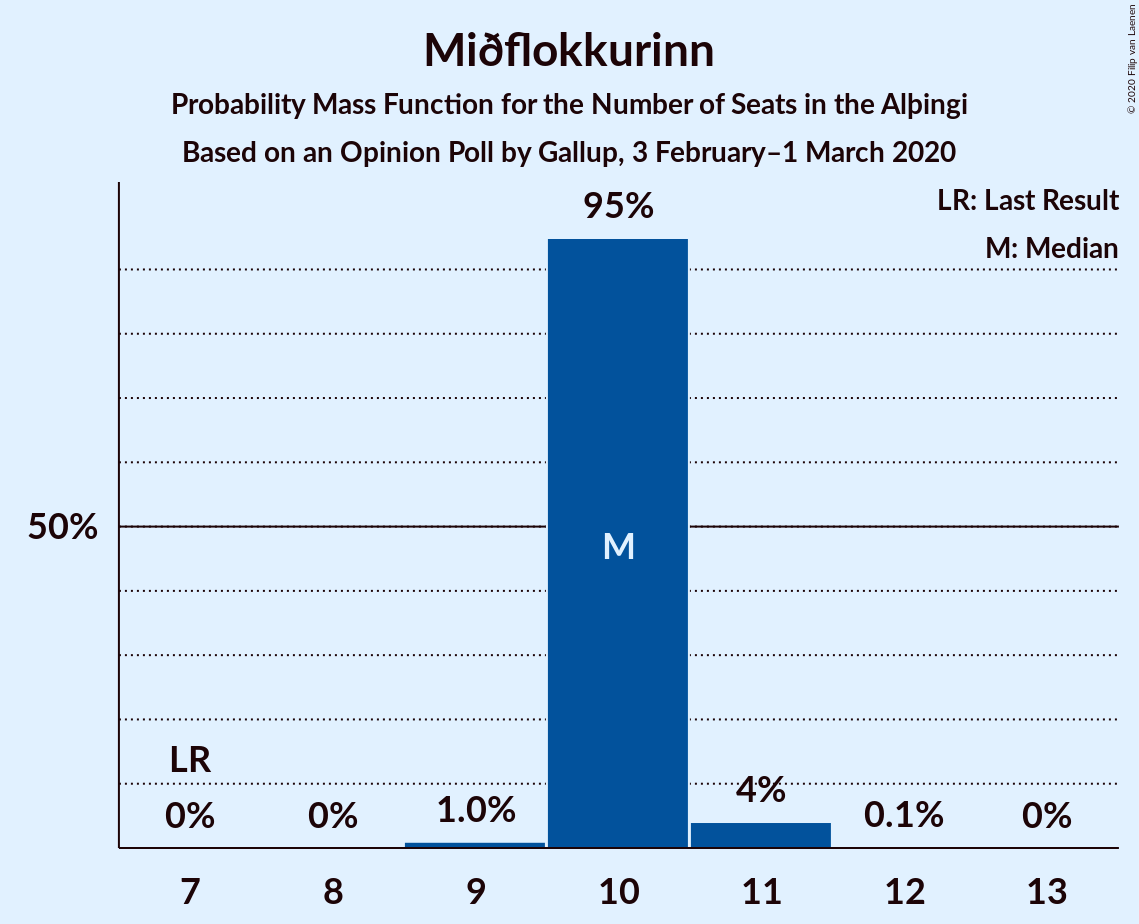 Miðflokkurinn
Probability Mass Function for the Number of Seats in the Alþingi
Based on an Opinion Poll by Gallup, 3 February–1 March 2020
© 2020 Filip van Laenen
LR: Last Result
M: Median
95%
50%
M
LR
0%
0%
1.0%
4%
0.1%
0%
7
8
9
10
11
12
13